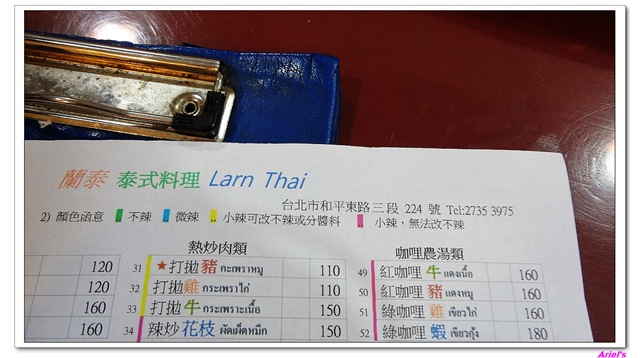 蘭泰 泰式料理 Larn Thai
台北市和平東路三段 224 號 Tel:2735 3975
2) 顏色函意 不辣 微辣 小辣可改不辣或分醬料 小辣，無法改不辣
熱炒肉類 咖哩農湯類
120 31 ★打拋豬 กะเพราหมู 110 49 紅咖哩 牛 แดงเนื้อ 160
120 32 打拋雞 กระเพราไก่ 110 50 紅咖哩 豬 แดงหมู 160
160 33 打拋牛 กระเพราะเนื้อ 150 51 綠咖哩 雞 เขียวไก่ 160
160 34 辣炒花枝 ผัดเผ็ดหมึก 150 52 綠咖哩 蝦 เขียวกุ้ง 180
Ariel's